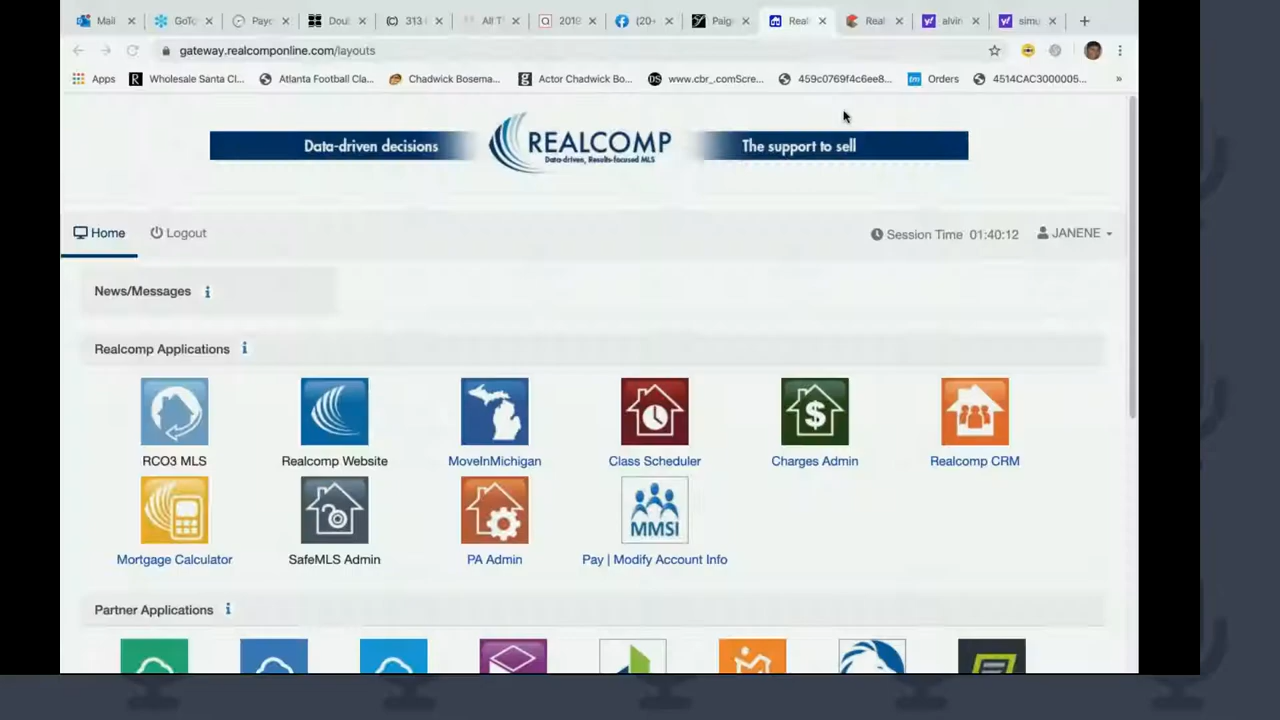 Mail
GoTo
Payc
Doul
313
All T
2018
(20+
Paig
Real
Real
alvin
simu
gateway.realcomponline.com/layouts
Apps
Wholesale Santa Cl...
Atlanta Football Cla...
Chadwick Bosema...
Actor Chadwick Bo...
www.cbr_.comScre...
459c0769f4c6ee8...
Orders
4514CAC3000005...
»
Data-driven decisions
REALCOMP
Data-driven, Results-focused MLS
The support to sell
Home
Logout
Session Time 01:40:12
JANENE
News/Messages
Realcomp Applications
RCO3 MLS
Realcomp Website
MoveInMichigan
Class Scheduler
Charges Admin
Realcomp CRM
MMSI
Mortgage Calculator
SafeMLS Admin
PA Admin
Pay | Modify Account Info
Partner Applications